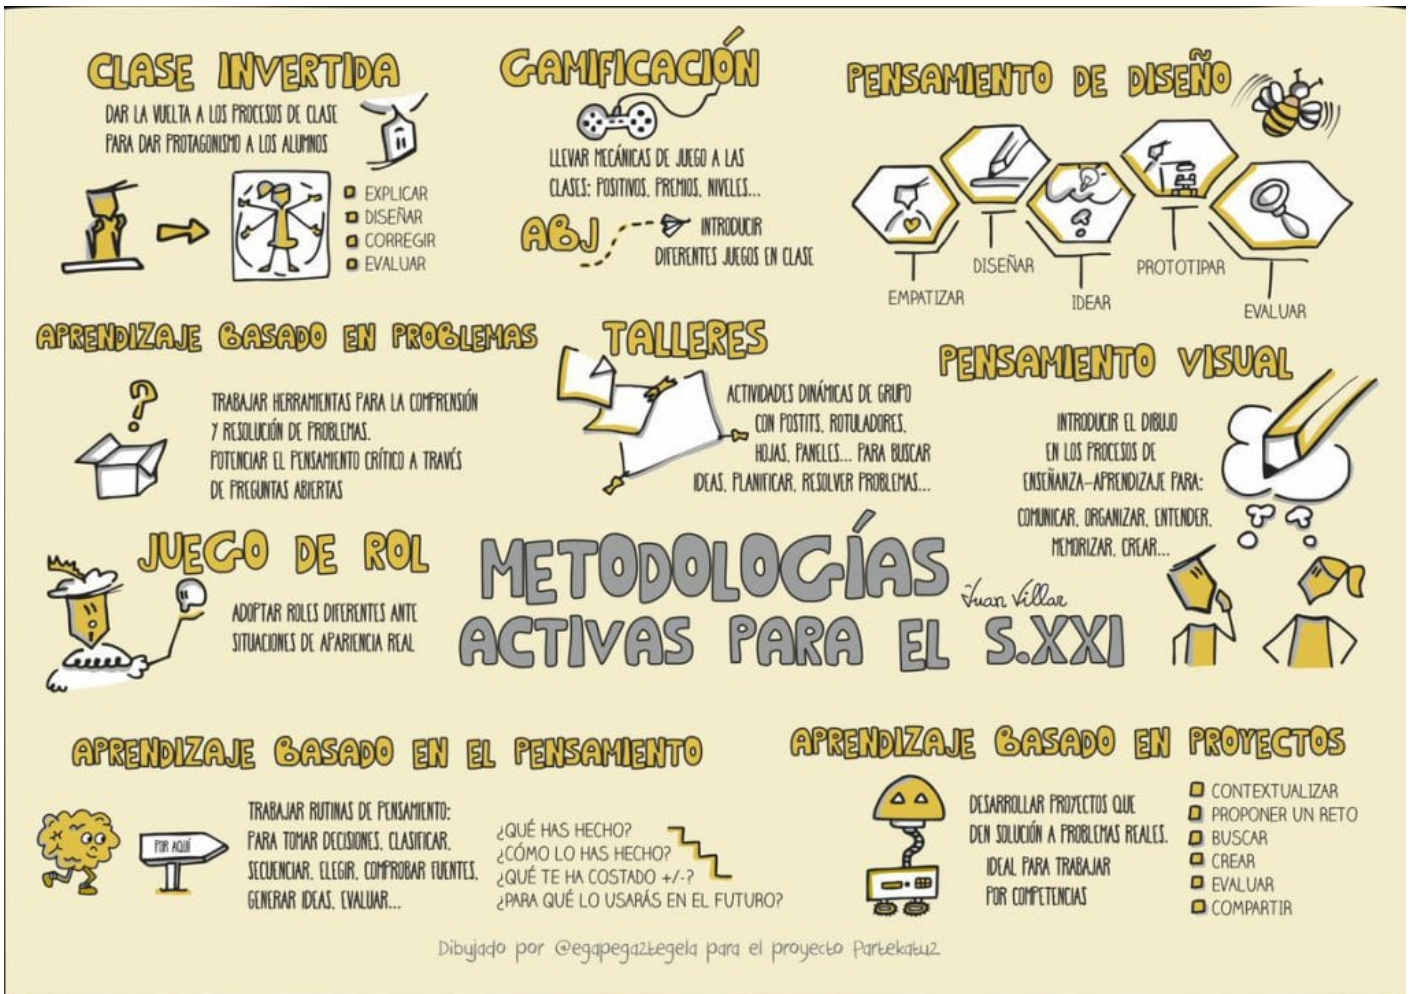 CLASE INVERTIDA
DAR LA VUELTA A LOS PROCESOS DE CLASE
PARA DAR PROTAGONISMO A LOS ALUMNOS
EXPLICAR
DISEÑAR
CORREGIR
EVALUAR
GAMIFICACIÓN
LLEVAR MECÁNICAS DE JUEGO A LAS
CLASES: POSITIVOS, PREMIOS, NIVELES...
ABJ
INTRODUCIR
DIFERENTES JUEGOS EN CLASE
PENSAMIENTO DE DISEÑO
EMPATIZAR
DISEÑAR
IDEAR
PROTOTIPAR
EVALUAR
APRENDIZAJE BASADO EN PROBLEMAS
TRABAJAR HERRAMIENTAS PARA LA COMPRENSIÓN
Y RESOLUCIÓN DE PROBLEMAS.
POTENCIAR EL PENSAMIENTO CRÍTICO A TRAVÉS
DE PREGUNTAS ABIERTAS
TALLERES
ACTIVIDADES DINÁMICAS DE GRUPO
CON POSTITS, ROTULADORES,
HOJAS, PANELES... PARA BUSCAR
IDEAS, PLANIFICAR, RESOLVER PROBLEMAS...
PENSAMIENTO VISUAL
INTRODUCIR EL DIBUJO
EN LOS PROCESOS DE
ENSEÑANZA-APRENDIZAJE PARA:
COMUNICAR, ORGANIZAR, ENTENDER,
MEMORIZAR, CREAR...
JUEGO DE ROL
ADOPTAR ROLES DIFERENTES ANTE
SITUACIONES DE APARIENCIA REAL
METODOLOGÍAS
ACTIVAS PARA EL S.XXI
Juan Villar
APRENDIZAJE BASADO EN EL PENSAMIENTO
POR AQUÍ
TRABAJAR RUTINAS DE PENSAMIENTO:
PARA TOMAR DECISIONES, CLASIFICAR,
SECUENCIAR, ELEGIR, COMPROBAR FUENTES,
GENERAR IDEAS, EVALUAR...
¿QUÉ HAS HECHO?
¿CÓMO LO HAS HECHO?
¿QUÉ TE HA COSTADO +/-?
¿PARA QUÉ LO USARÁS EN EL FUTURO?
APRENDIZAJE BASADO EN PROYECTOS
DESARROLLAR PROYECTOS QUE
DEN SOLUCIÓN A PROBLEMAS REALES.
IDEAL PARA TRABAJAR
POR COMPETENCIAS
CONTEXTUALIZAR
PROPONER UN RETO
BUSCAR
CREAR
EVALUAR
COMPARTIR
Dibujado por @egapega2tegela para el proyecto Partekatu2